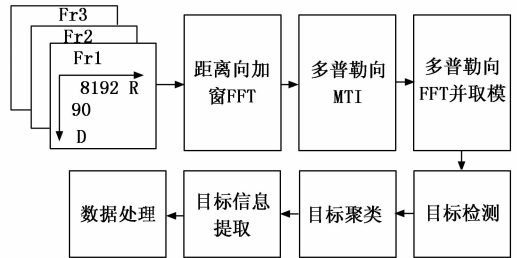 Fr3
Fr2
Fr1
8192 R
90
D
距离向加
窗FFT
多普勒向
MTI
多普勒向
FFT并取模
目标检测
目标聚类
目标信息
提取
数据处理